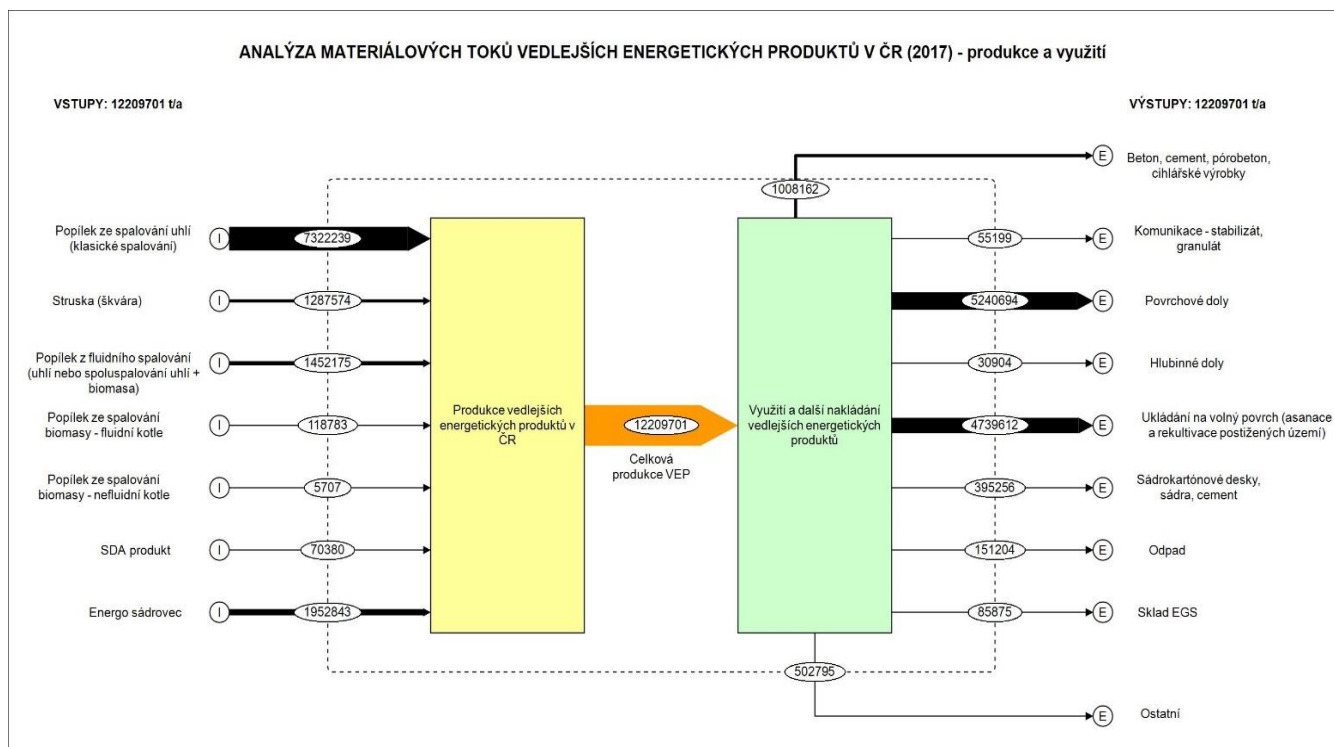 ANALÝZA MATERIÁLOVÝCH TOKŮ VEDLEJŠÍCH ENERGETICKÝCH PRODUKTŮ V ČR (2017) - produkce a využití
VSTUPY: 12209701 t/a
VÝSTUPY: 12209701 t/a
Popílek ze spalování uhlí
(klasické spalování)
I
7322239
Struska (škvára)
I
1287574
Popílek z fluidního spalování
(uhlí nebo spoluspalování uhlí +
biomasa)
I
1452175
Popílek ze spalování
biomasy - fluidní kotle
I
118783
Popílek ze spalování
biomasy - nefluidní kotle
I
5707
SDA produkt
I
70380
Energo sádrovec
I
1952843
Produkce vedlejších
energetických produktů v
ČR
12209701
Celková
produkce VEP
Využití a další nakládání
vedlejších energetických
produktů
1008162
E
Beton, cement, pórobeton,
cihlářské výrobky
55199
E
Komunikace - stabilizát,
granulát
5240694
E
Povrchové doly
30904
E
Hlubinné doly
4739612
E
Ukládání na volný povrch (asanace
a rekultivace postižených území)
395256
E
Sádrokartónové desky,
sádra, cement
151204
E
Odpad
85875
E
Sklad EGS
502795
E
Ostatní